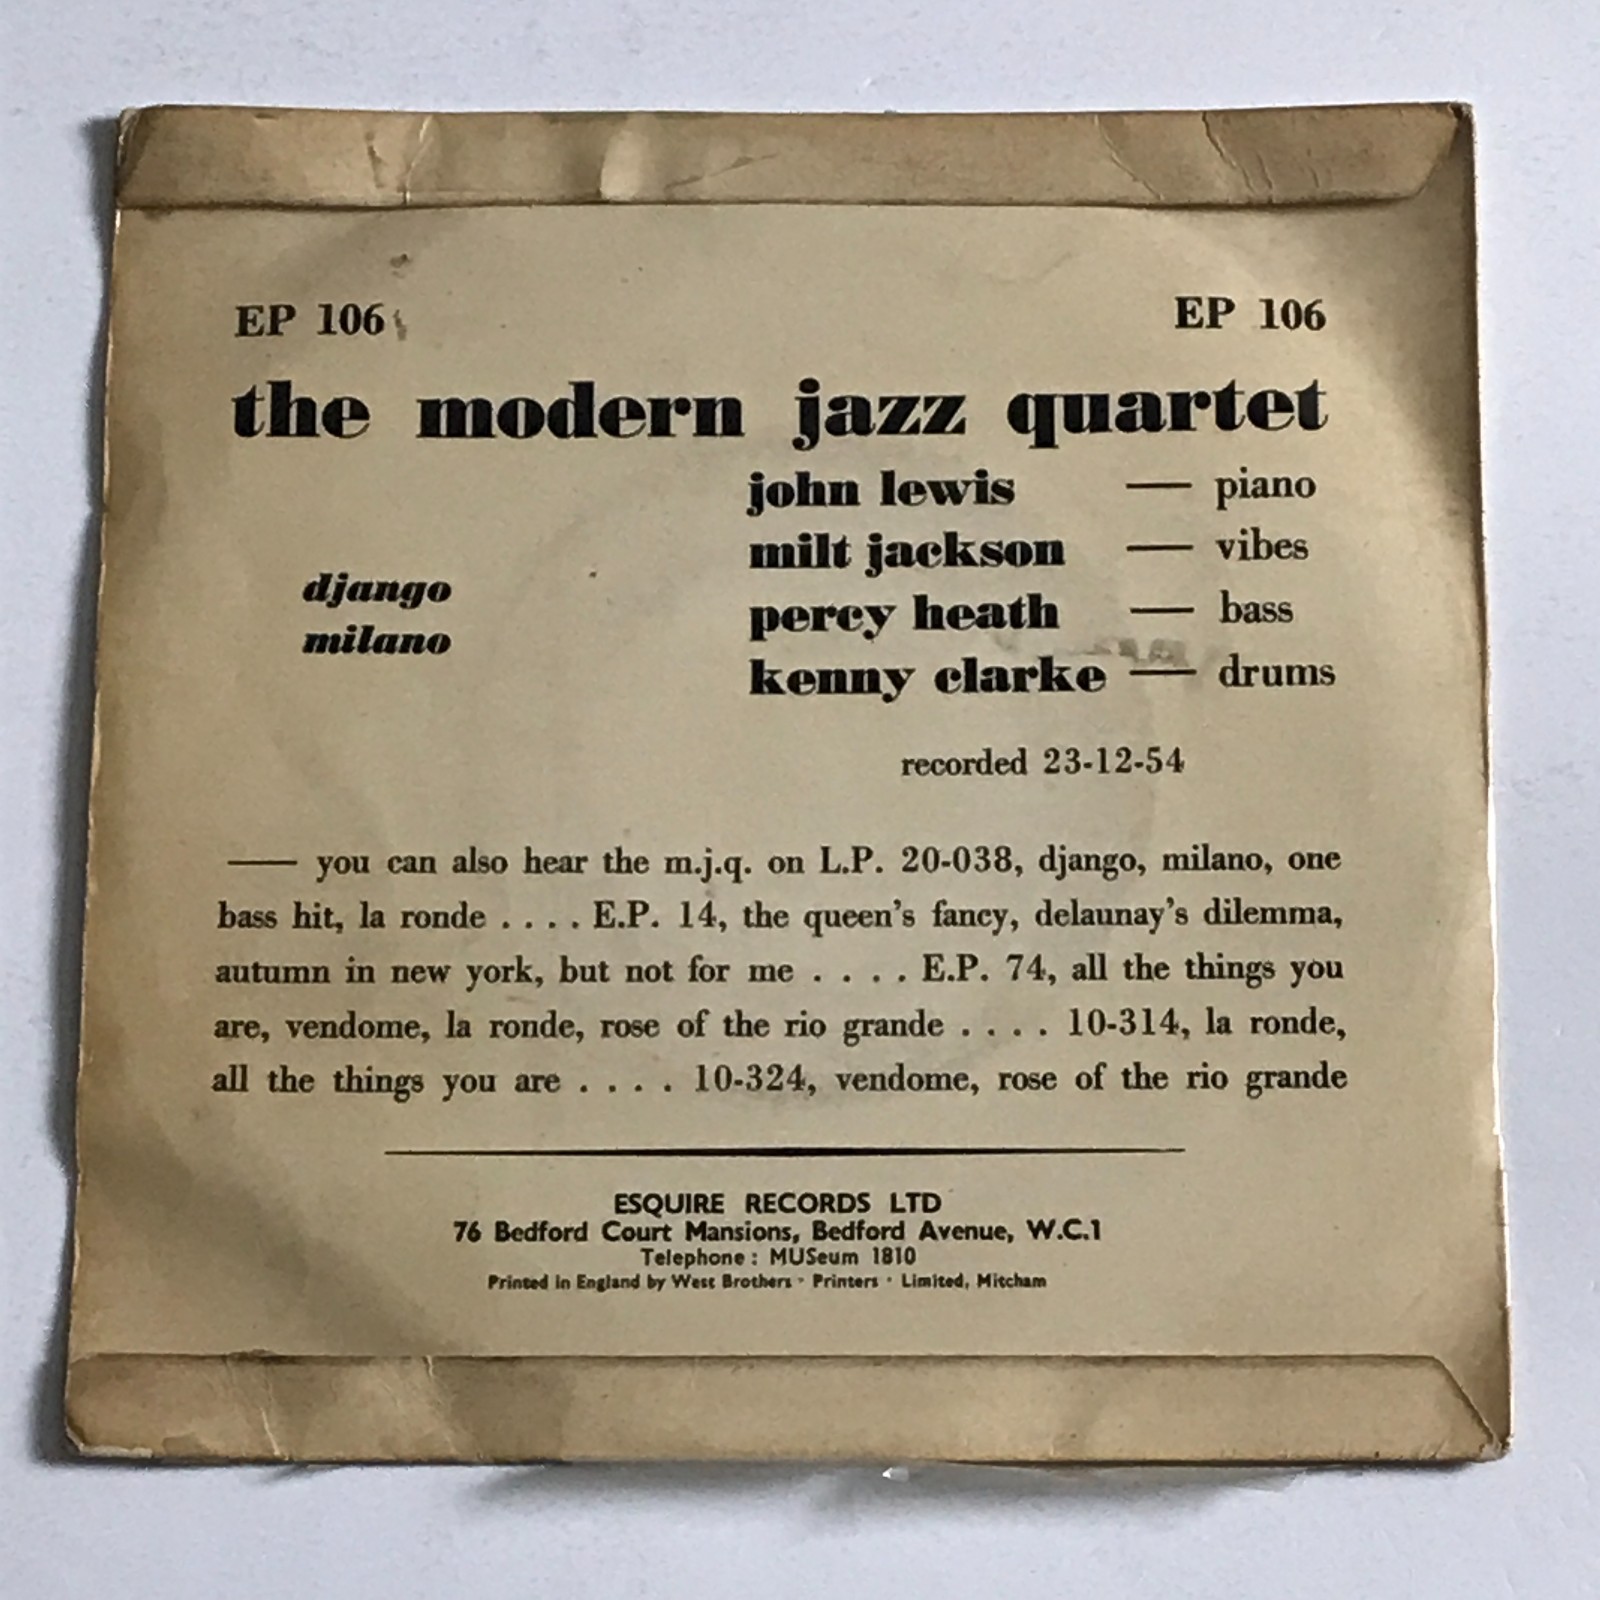 EP 106 EP 106
the modern jazz quartet
john lewis — piano
milt jackson — vibes
django
percy heath — bass
milano
kenny clarke — drums
recorded 23-12-54
— you can also hear the m.j.q. on L.P. 20-038, django, milano, one
bass hit, la ronde .... E.P. 14, the queen's fancy, delaunay's dilemma,
autumn in new york, but not for me .... E.P. 74, all the things you
are, vendome, la ronde, rose of the rio grande .... 10-314, la ronde,
all the things you are .... 10-324, vendome, rose of the rio grande
ESQUIRE RECORDS LTD
76 Bedford Court Mansions, Bedford Avenue, W.C.1
Telephone : MUSeum 1810
Printed in England by West Brothers · Printers · Limited, Mitcham